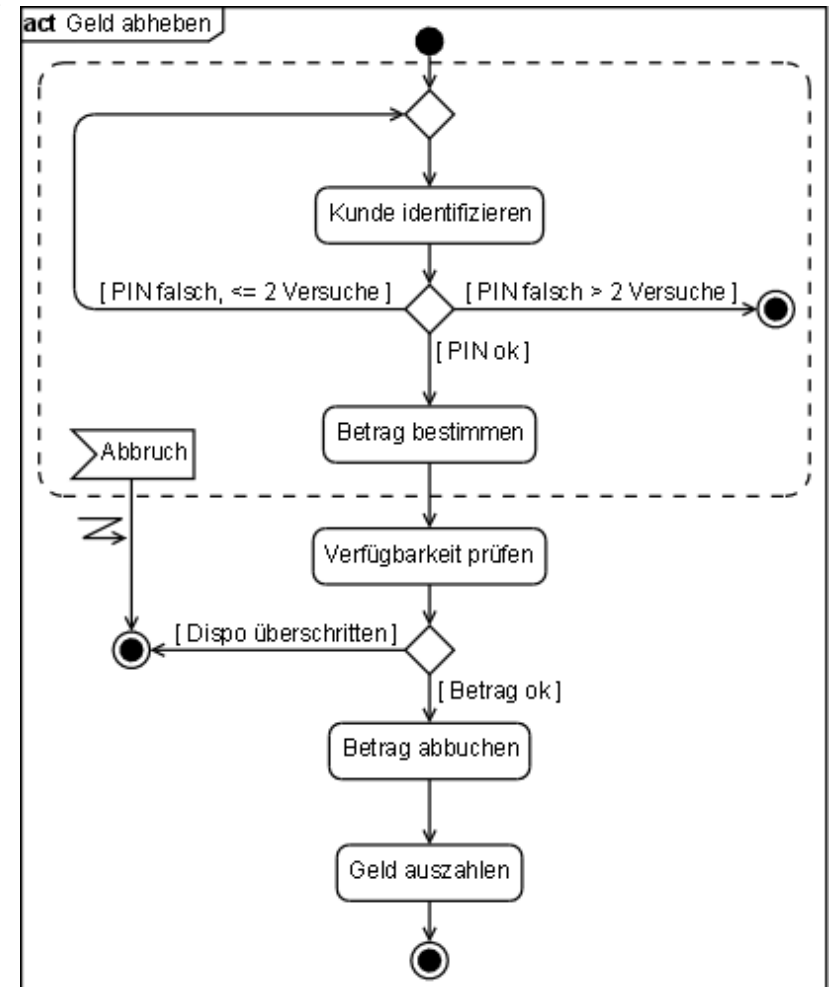 act Geld abheben
Kunde identifizieren
[ PIN falsch, <= 2 Versuche ]
[ PIN falsch > 2 Versuche ]
[ PIN ok ]
Betrag bestimmen
Abbruch
Verfügbarkeit prüfen
[ Dispo überschritten ]
[ Betrag ok ]
Betrag abbuchen
Geld auszahlen